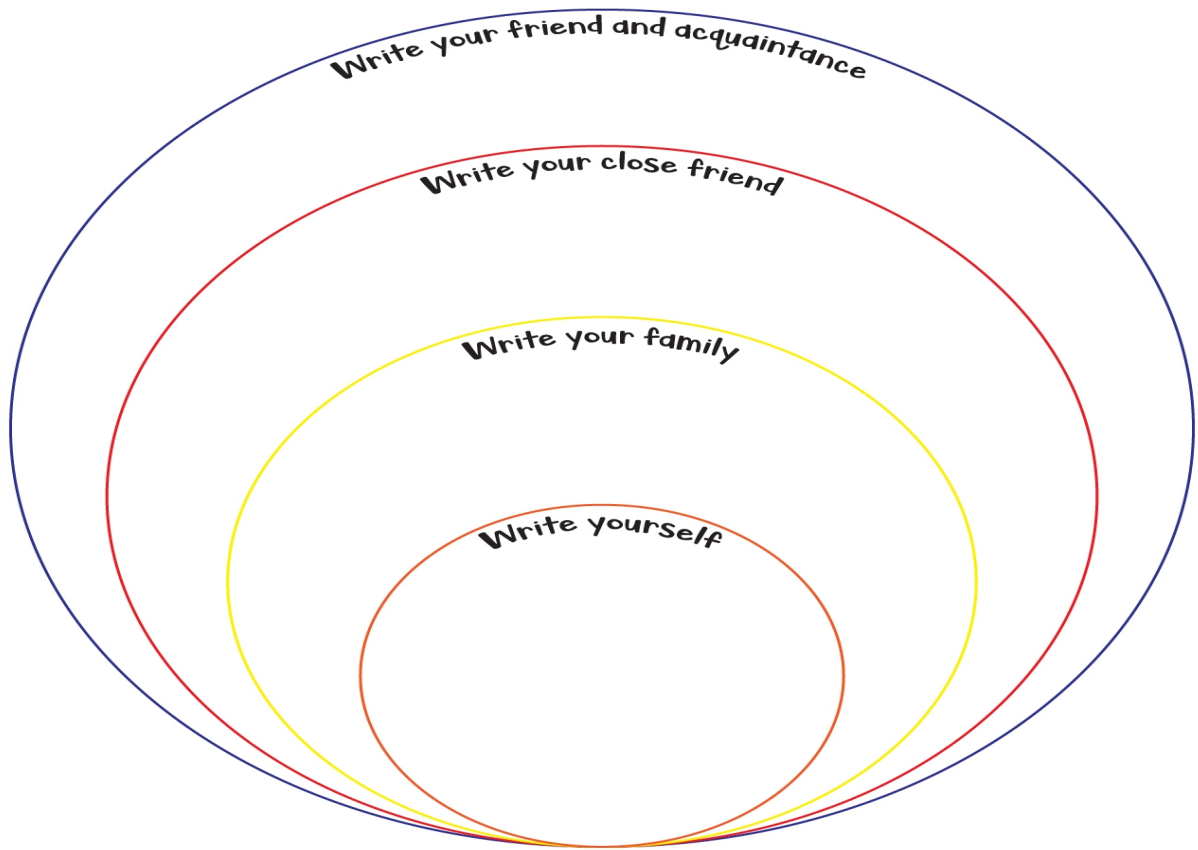 Write your friend and acquaintance
Write your close friend
Write your family
Write yourself